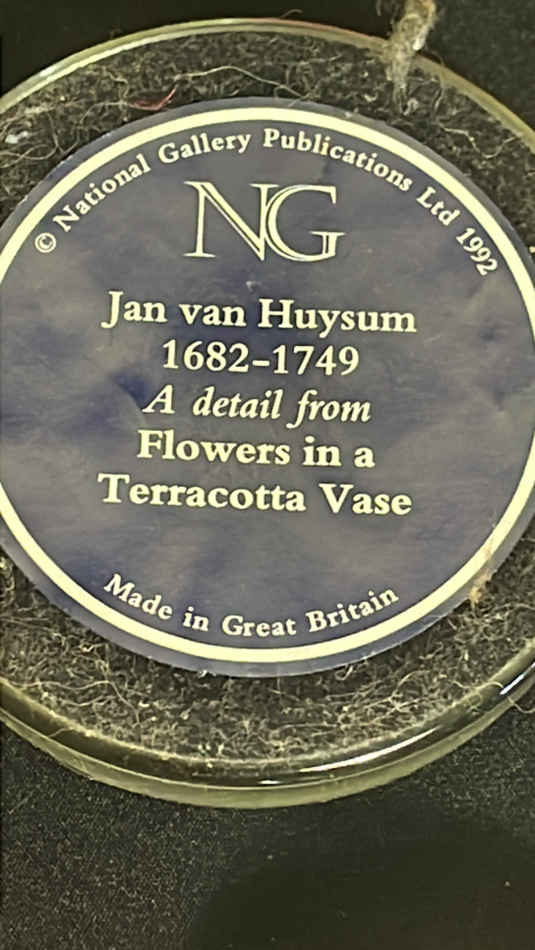 © National Gallery Publications Ltd 1992
NG
Jan van Huysum
1682–1749
A detail from
Flowers in a
Terracotta Vase
Made in Great Britain